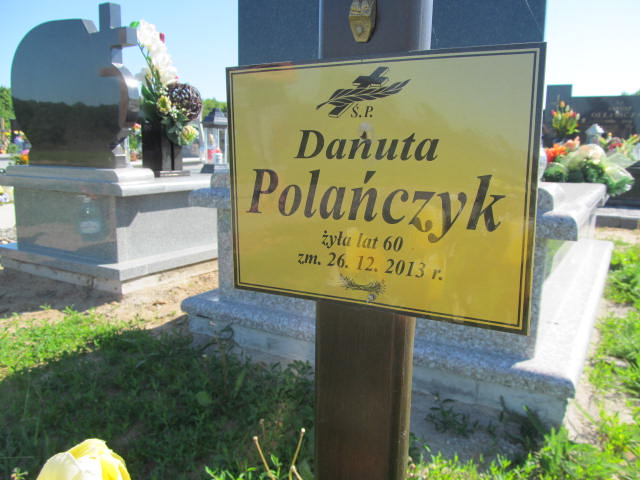 Ś.P.
Danuta
Polańczyk
żyła lat 60
zm. 26. 12. 2013 r.